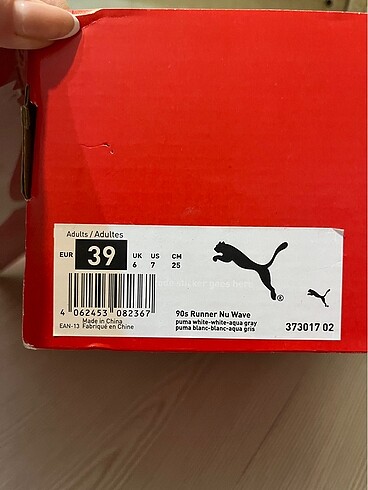 Adults / Adultes
EUR 39 UK 6 US 7 CM 25
4 062453 082367
Made in China
EAN-13 Fabriqué en Chine
90s Runner Nu Wave
puma white-white-aqua gray
puma blanc-blanc-aqua gris
373017 02
®